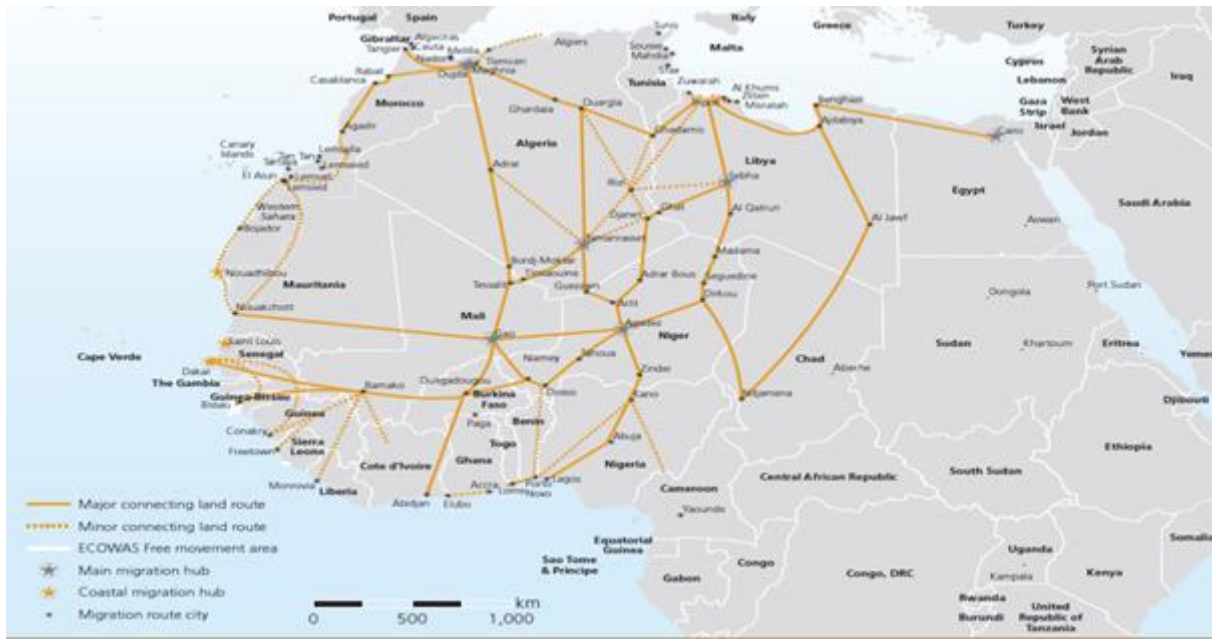 Portugal
Spain
Italy
Greece
Turkey
Gibraltar
Algeciras
Tangier
Ceuta
Nador
Melilla
Algiers
Tunis
Sousse
Mahdia
Sfax
Malta
Cyprus
Syrian
Arab
Republic
Lebanon
Iraq
Rabat
Casablanca
Oujda
Maghnia
Tunisia
Zuwarah
Al Khums
Zlitan
Misratah
Benghazi
Ajdabiya
Gaza
Strip
West
Bank
Israel
Jordan
Cairo
Morocco
Ghardaia
Ouargla
Ghadamis
Agadir
Canary
Islands
Tan Tan
Tarfaya
El Aiun
Algeria
Adrar
Illizi
Libya
Sebha
Egypt
Saudi Arabia
Western
Sahara
Bojador
Djanet
Ghat
Al Qatrun
Al Jawf
Aswan
Tamanrasset
Nouadhibou
Mauritania
Bordj-Moktar
Timiaouine
Tessalit
Guezzam
Adrar Bous
Arlit
Madama
Seguedine
Dirkou
Dongola
Port Sudan
Nouakchott
Mali
Gao
Agadez
Niger
Chad
Sudan
Khartoum
Eritrea
Yemen
Cape Verde
Saint Louis
Senegal
Dakar
The Gambia
Guinea-Bissau
Bissau
Bamako
Niamey
Tahoua
Ouagadougou
Burkina
Faso
Dosso
Zinder
Kano
Ndjamena
Abeche
Djibouti
Guinea
Conakry
Sierra
Leone
Freetown
Paga
Benin
Togo
Abuja
Nigeria
Ethiopia
Monrovia
Liberia
Cote d'Ivoire
Ghana
Abidjan
Elubo
Accra
Lome
Porto
Novo
Lagos
Cameroon
Yaounde
Central African Republic
South Sudan
Somalia
Equatorial
Guinea
Sao Tome
& Principe
Gabon
Congo
Congo, DRC
Uganda
Kampala
Kenya
Rwanda
Burundi
United
Republic of
Tanzania
Major connecting land route
Minor connecting land route
ECOWAS Free movement area
Main migration hub
Coastal migration hub
Migration route city
km
0
500
1,000